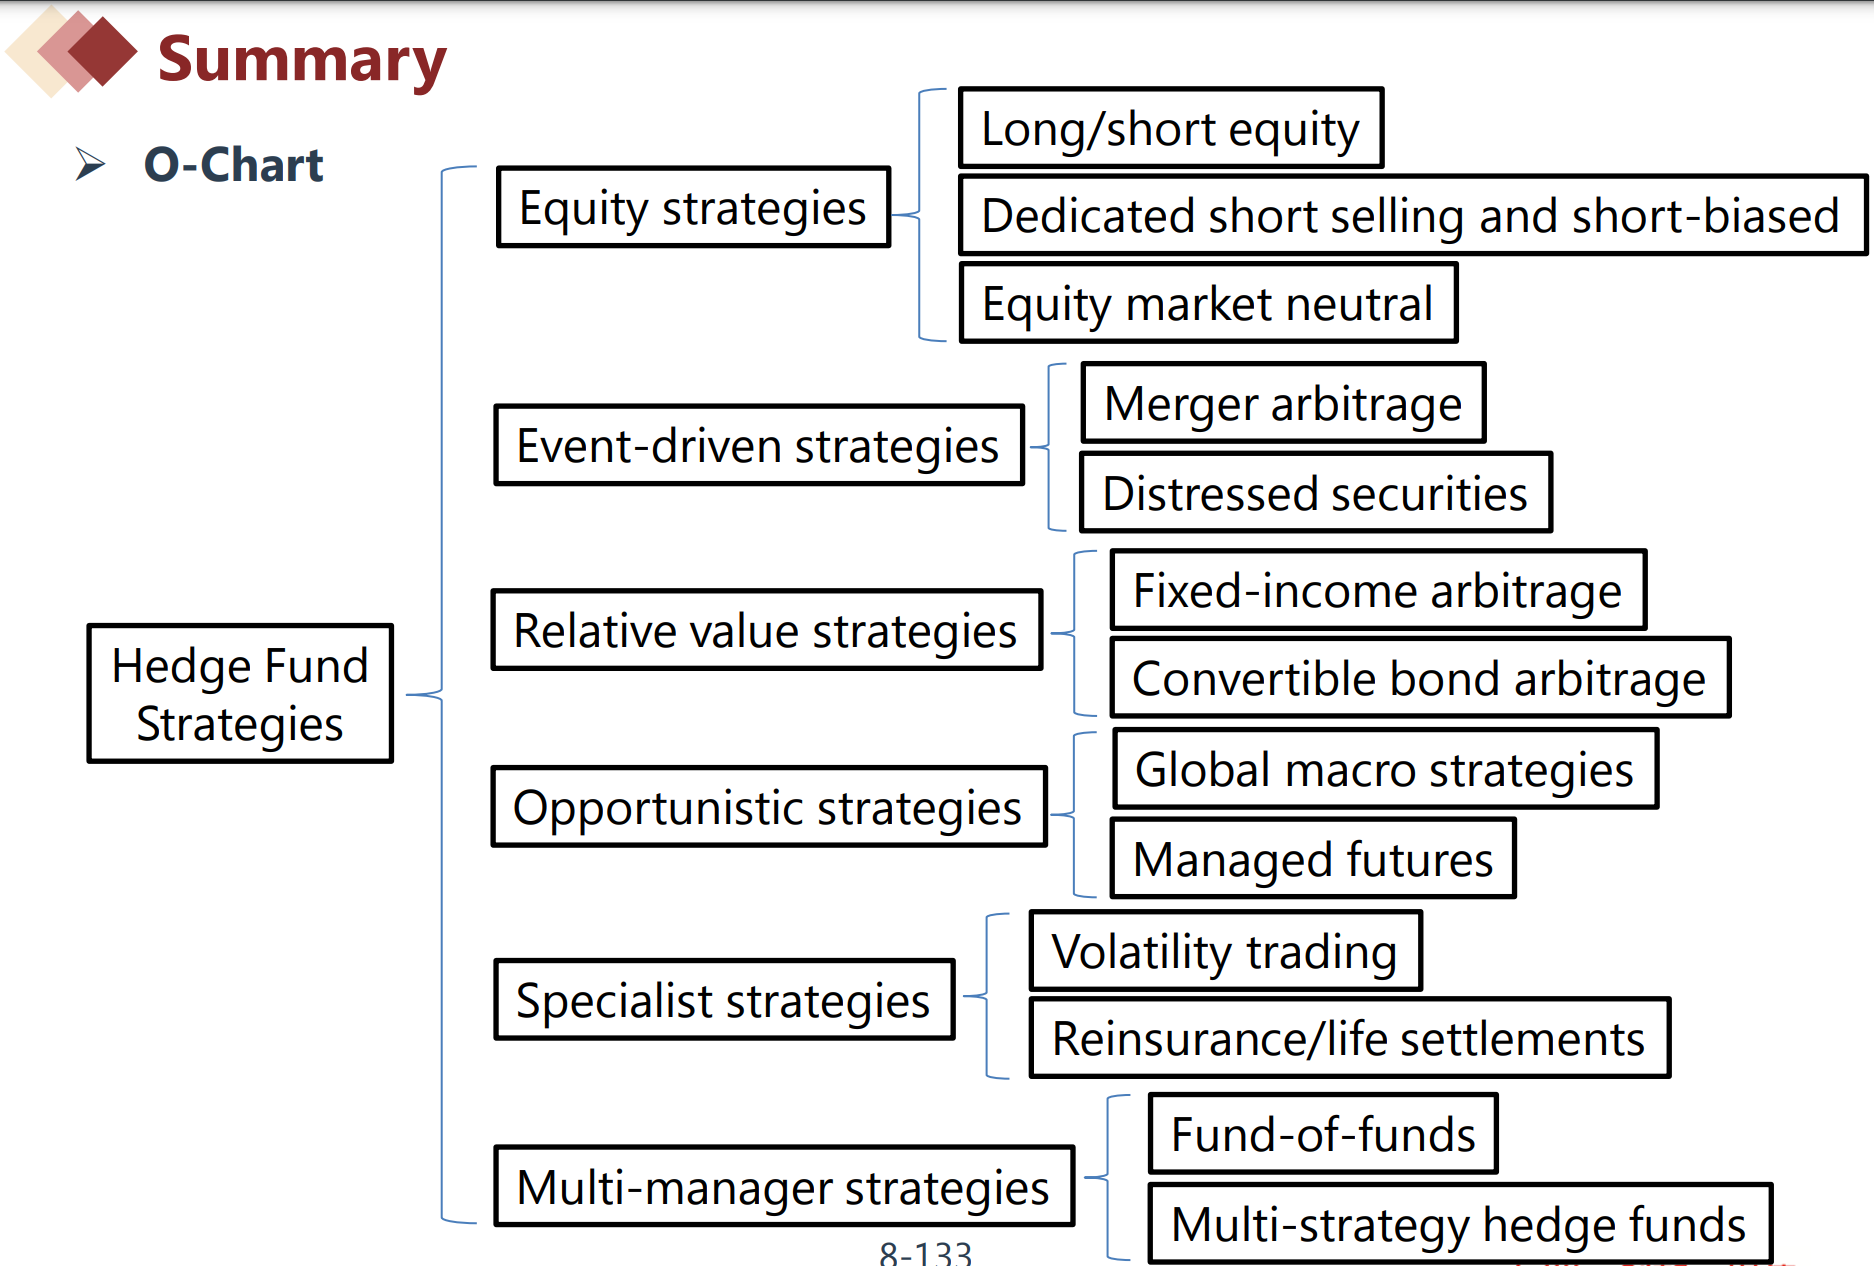 Summary
O-Chart
Hedge Fund
Strategies
Equity strategies
Long/short equity
Dedicated short selling and short-biased
Equity market neutral
Event-driven strategies
Merger arbitrage
Distressed securities
Relative value strategies
Fixed-income arbitrage
Convertible bond arbitrage
Opportunistic strategies
Global macro strategies
Managed futures
Specialist strategies
Volatility trading
Reinsurance/life settlements
Multi-manager strategies
Fund-of-funds
Multi-strategy hedge funds
8-133